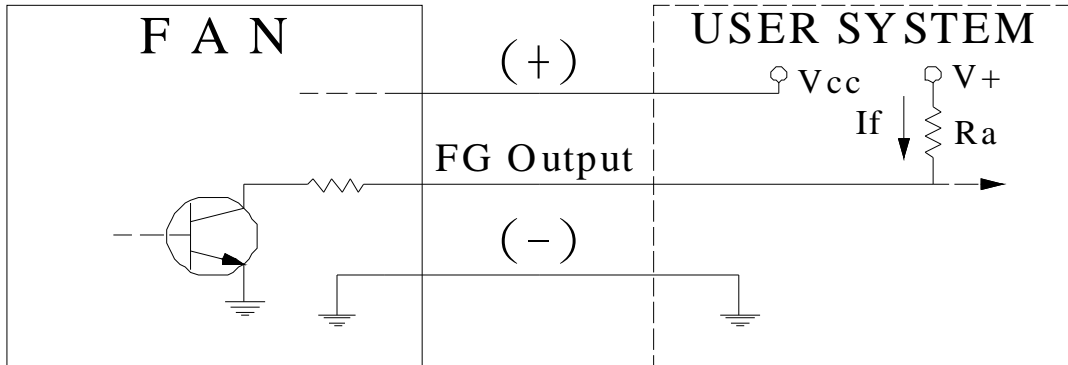 F A N
USER SYSTEM
(+)
Vcc
V+
If
Ra
FG Output
(-)